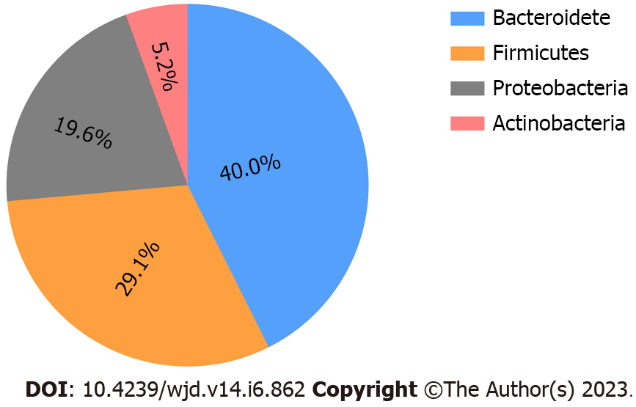 Bacteroidete
Firmicutes
Proteobacteria
Actinobacteria
5.2%
19.6%
40.0%
29.1%
DOI: 10.4239/wjd.v14.i6.862 Copyright ©The Author(s) 2023.